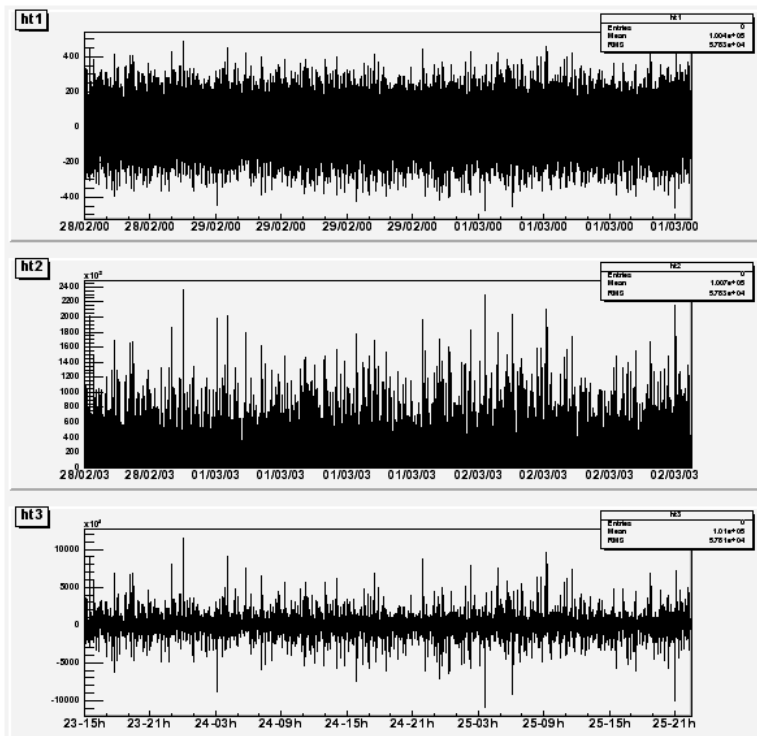 ht1
ht1
Entries 0
Mean 1.004e+05
RMS 5.783e+04
400
200
0
-200
-400
28/02/00 28/02/00 29/02/00 29/02/00 29/02/00 29/02/00 01/03/00 01/03/00 01/03/00 01/03/00
ht2
ht2
Entries 0
Mean 1.007e+05
RMS 5.783e+04
2400
2200
2000
1800
1600
1400
1200
1000
800
600
400
200
0
28/02/03 28/02/03 01/03/03 01/03/03 01/03/03 01/03/03 02/03/03 02/03/03 02/03/03 02/03/03
ht3
ht3
Entries 0
Mean 1.01e+05
RMS 5.781e+04
10000
5000
0
-5000
-10000
23-15h 23-21h 24-03h 24-09h 24-15h 24-21h 25-03h 25-09h 25-15h 25-21h